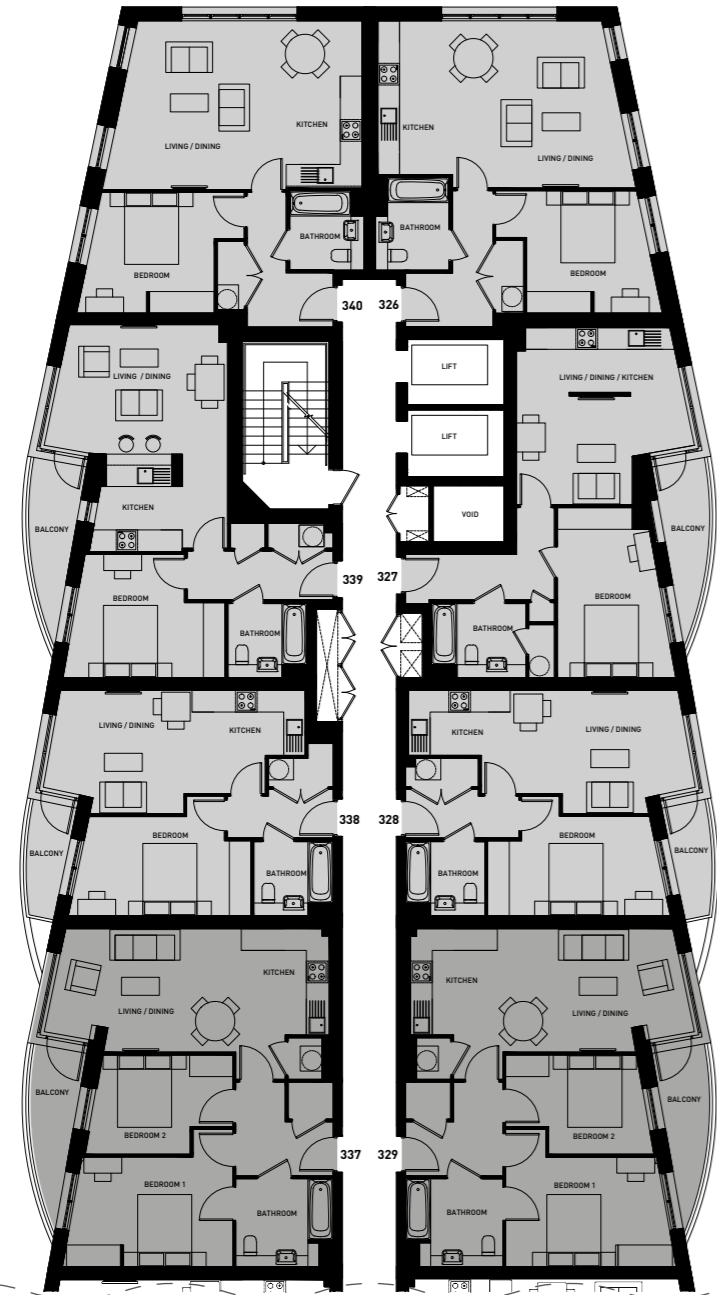 KITCHEN
LIVING / DINING
KITCHEN
LIVING / DINING
BATHROOM
BATHROOM
BEDROOM
BEDROOM
340
326
LIFT
LIVING / DINING
LIVING / DINING / KITCHEN
LIFT
KITCHEN
VOID
BALCONY
BALCONY
339
327
BEDROOM
BEDROOM
BATHROOM
BATHROOM
LIVING / DINING
KITCHEN
KITCHEN
LIVING / DINING
338
328
BEDROOM
BEDROOM
BALCONY
BALCONY
BATHROOM
BATHROOM
KITCHEN
KITCHEN
LIVING / DINING
LIVING / DINING
BALCONY
BALCONY
BEDROOM 2
BEDROOM 2
337
329
BEDROOM 1
BEDROOM 1
BATHROOM
BATHROOM